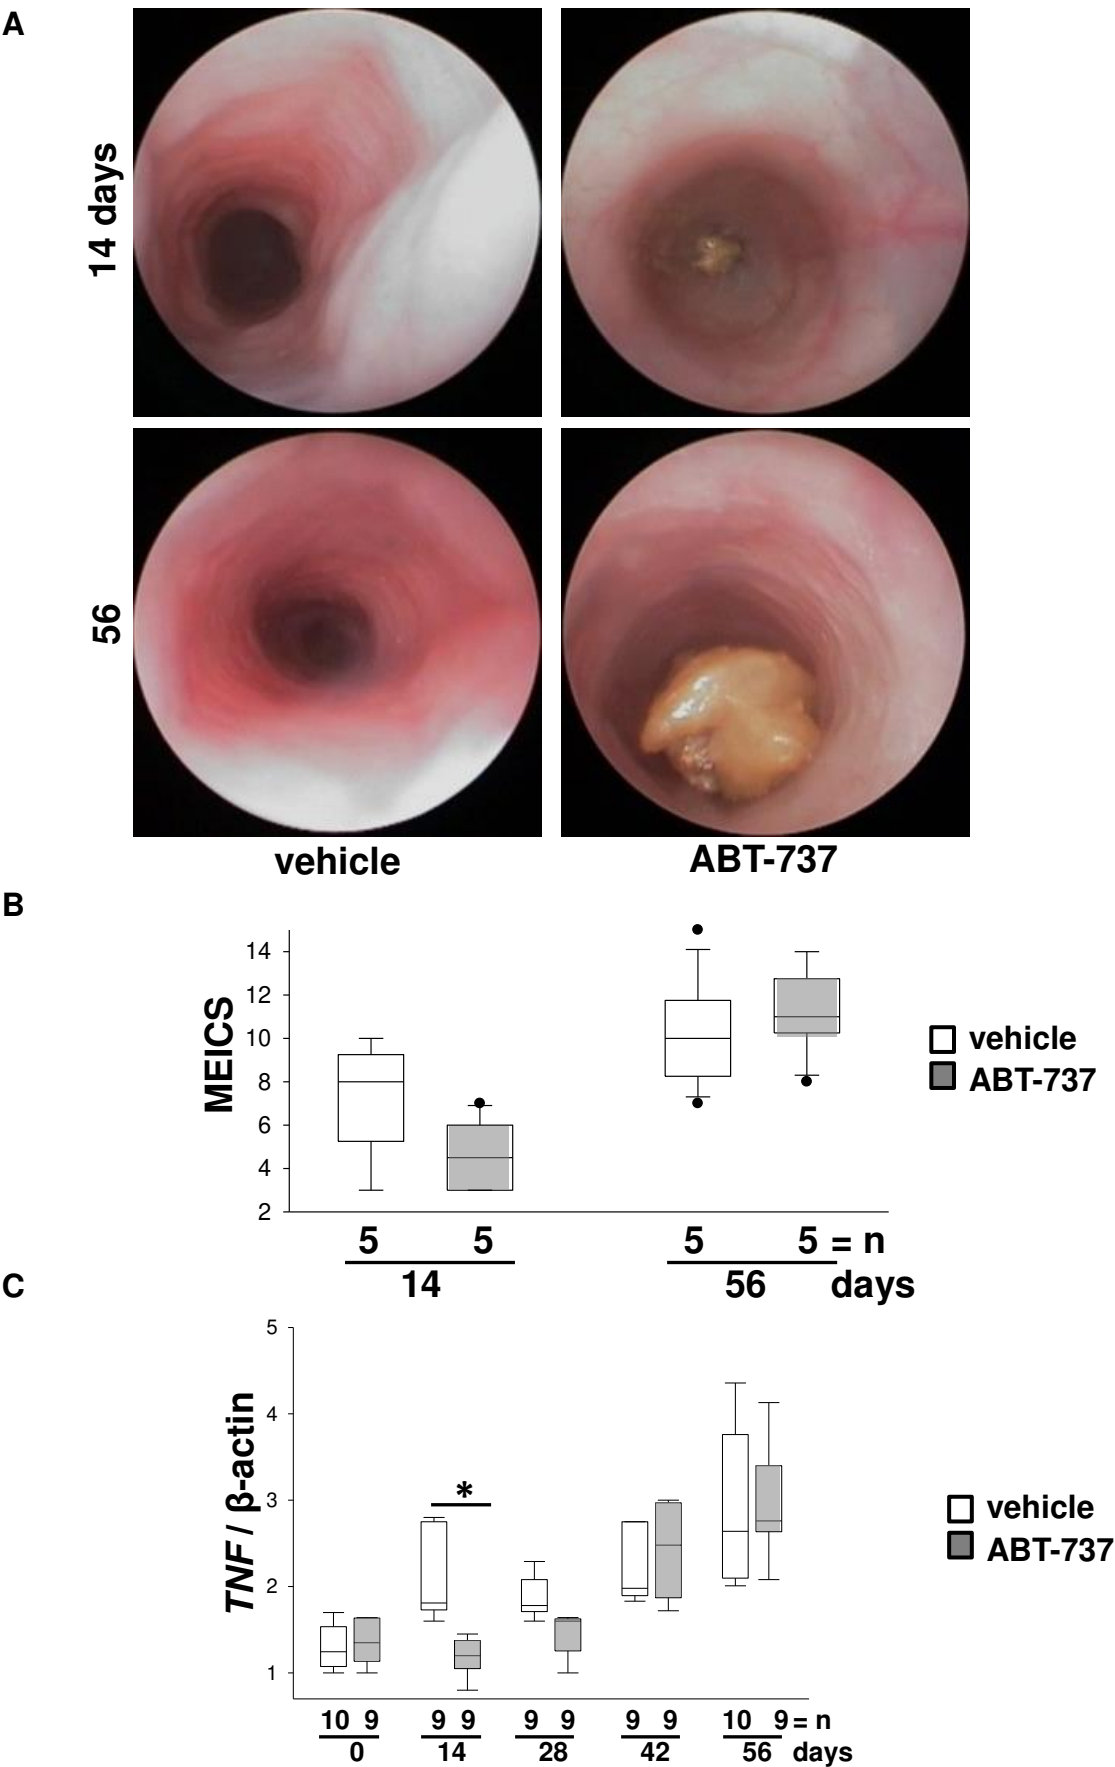 A
14 days
56
vehicle
ABT-737
B
MEICS
14
12
10
8
6
4
2
vehicle
ABT-737
5 5 5 5 = n
14 56 days
C
TNF / β-actin
5
4
3
2
1
*
vehicle
ABT-737
10 9 9 9 9 9 9 9 10 9 = n
0 14 28 42 56 days